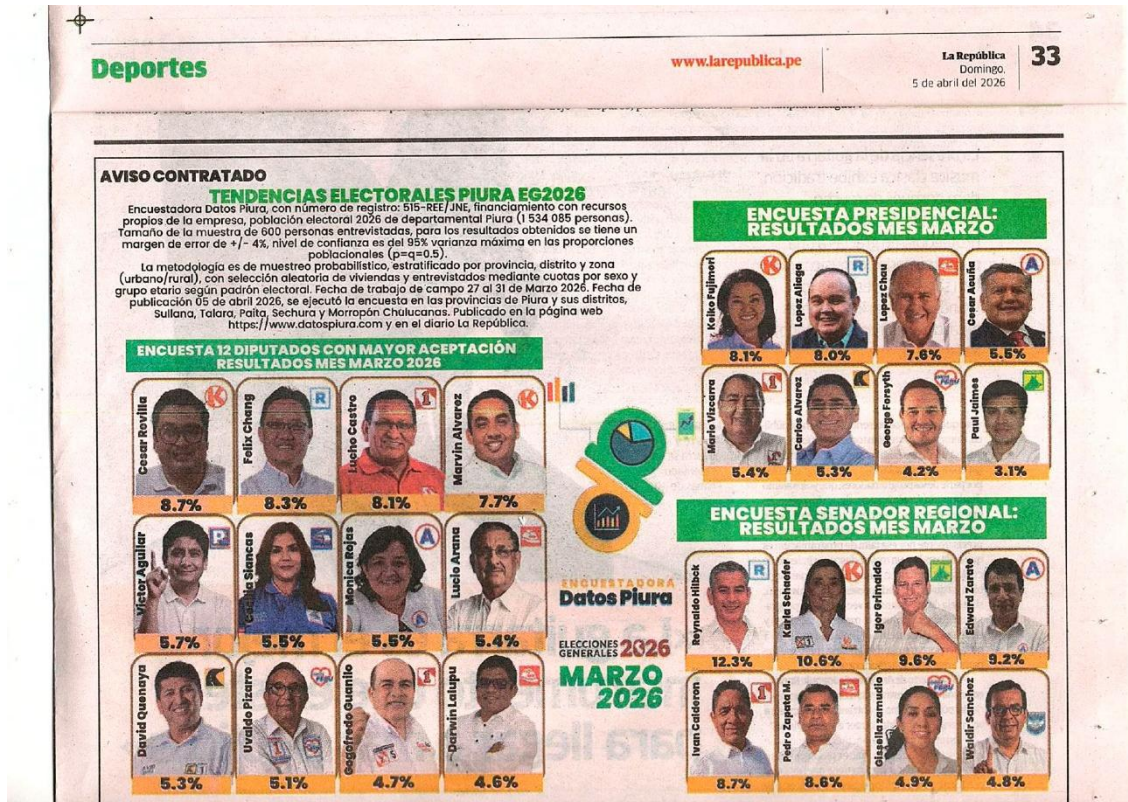 Deportes
www.larepublica.pe
La República
Domingo,
5 de abril del 2026
33
AVISO CONTRATADO
TENDENCIAS ELECTORALES PIURA EG2026
Encuestadora Datos Piura, con número de registro: 515-REE/JNE, financiamiento con recursos
propios de la empresa, población electoral 2026 de departamental Piura (1 534 085 personas).
Tamaño de la muestra de 600 personas entrevistadas, para los resultados obtenidos se tiene un
margen de error de +/- 4%, nivel de confianza es del 95% varianza máxima en las proporciones
poblacionales (p=q=0.5).
La metodología es de muestreo probabilístico, estratificado por provincia, distrito y zona
(urbano/rural), con selección aleatoria de viviendas y entrevistados mediante cuotas por sexo y
grupo etario según padrón electoral. Fecha de trabajo de campo 27 al 31 de Marzo 2026. Fecha de
publicación 05 de abril 2026, se ejecutó la encuesta en las provincias de Piura y sus distritos,
Sullana, Talara, Paita, Sechura y Morropón Chulucanas. Publicado en la página web
https://www.datospiura.com y en el diario La República.
ENCUESTA 12 DIPUTADOS CON MAYOR ACEPTACIÓN
RESULTADOS MES MARZO 2026
Cesar Revilla
K
8.7%
Felix Chang
R
8.3%
Lucho Castro
1
8.1%
Marvin Alvarez
K
7.7%
Victor Aguilar
P
5.7%
Siancas
5.5%
Monica Rojas
A
5.5%
Lucio Arana
5.4%
David Quenaya
5.3%
Uvaldo Pizarro
5.1%
Guanilo
1
4.7%
Darwin Lalupu
4.6%
ENCUESTADORA
Datos Piura
ELECCIONES
GENERALES 2026
MARZO
2026
ENCUESTA PRESIDENCIAL:
RESULTADOS MES MARZO
Keiko Fujimori
K
8.1%
Lopez Aliaga
R
8.0%
Lopez Chau
7.6%
Cesar Acuña
A
5.5%
Mario Vizcarra
1
5.4%
Carlos Alvarez
5.3%
George Forsyth
4.2%
Paul Jaimes
3.1%
ENCUESTA SENADOR REGIONAL:
RESULTADOS MES MARZO
Reynaldo Hilbck
R
12.3%
Karla Schaefer
K
10.6%
Igor Grimaldo
9.6%
Edward Zarate
A
9.2%
Ivan Calderon
1
8.7%
Pedro Zapata M.
8.6%
Gissella zamudio
4.9%
Waldir Sanchez
4.8%